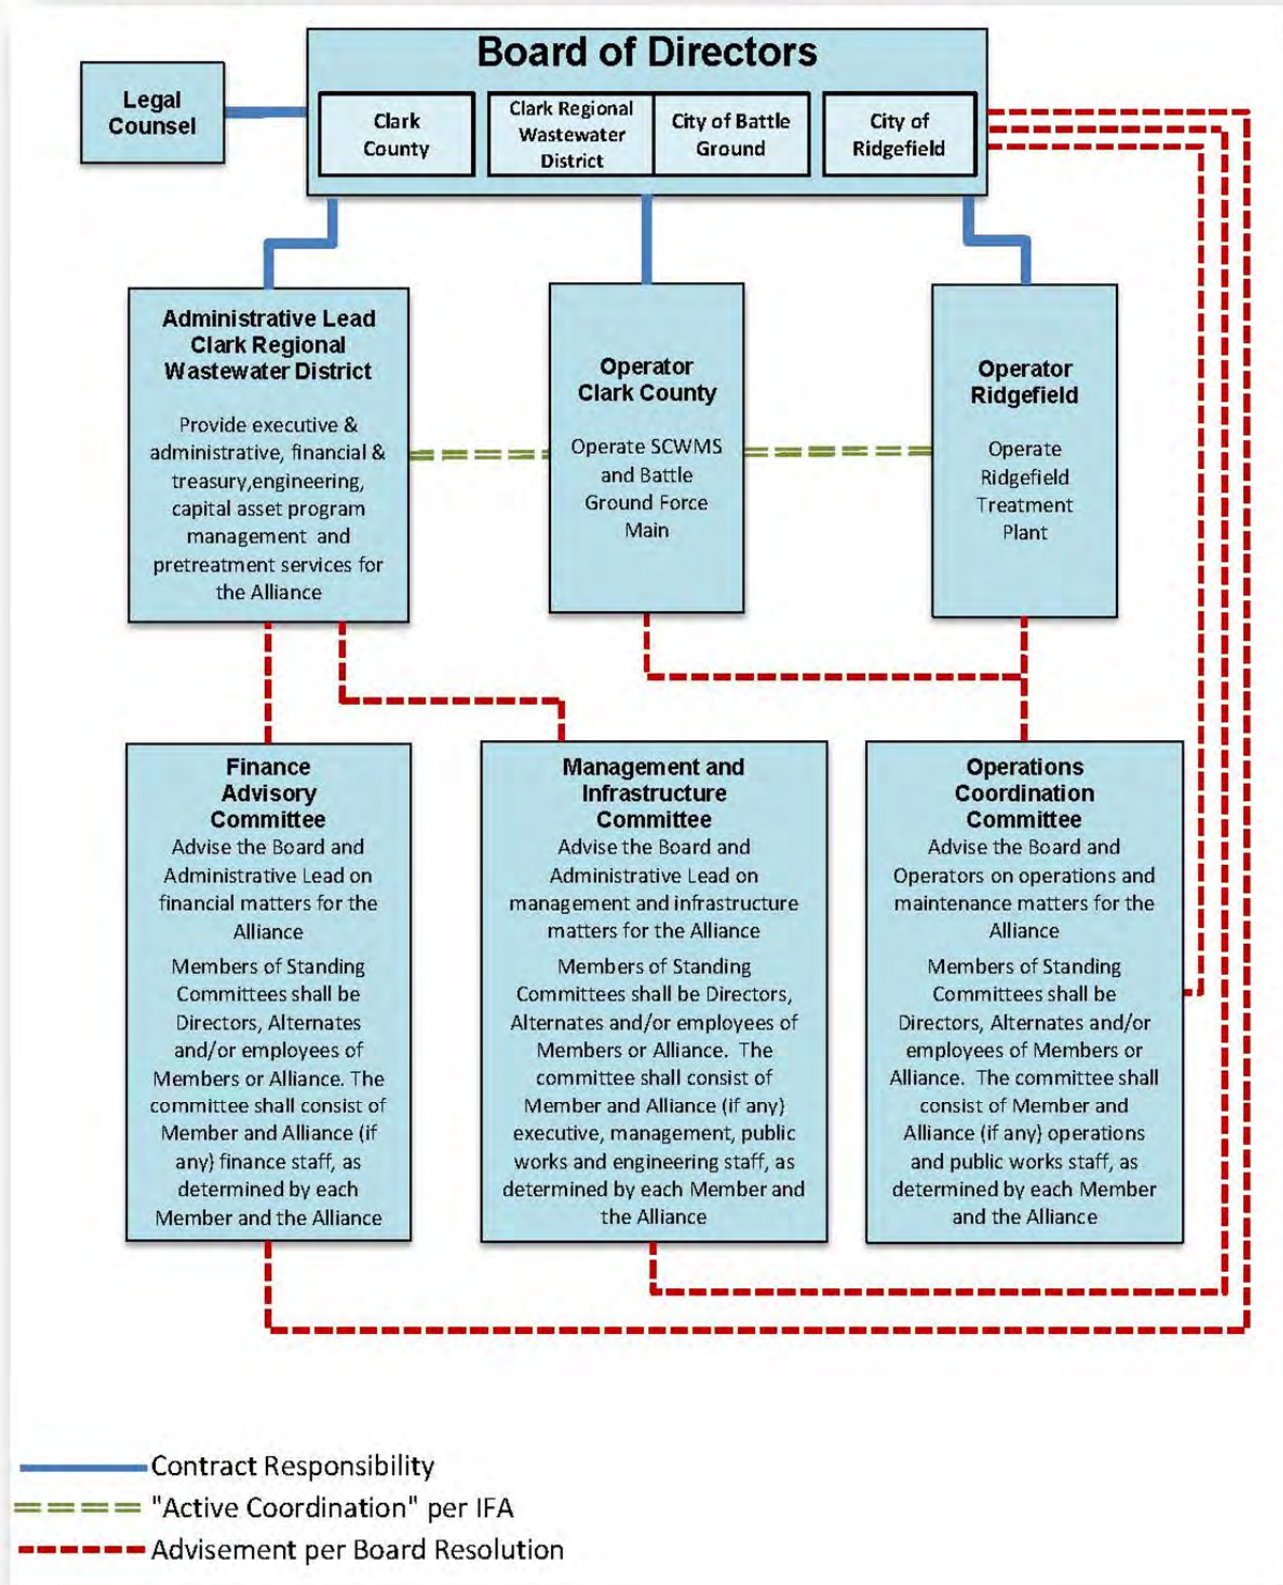 Board of Directors
Legal
Counsel
Clark
County
Clark Regional
Wastewater
District
City of Battle
Ground
City of
Ridgefield
Administrative Lead
Clark Regional
Wastewater District
Provide executive &
administrative, financial &
treasury,engineering,
capital asset program
management and
pretreatment services for
the Alliance
Operator
Clark County
Operate SCWMS
and Battle
Ground Force
Main
Operator
Ridgefield
Operate
Ridgefield
Treatment
Plant
Finance
Advisory
Committee
Advise the Board and
Administrative Lead on
financial matters for the
Alliance
Members of Standing
Committees shall be
Directors, Alternates
and/or employees of
Members or Alliance. The
committee shall consist of
Member and Alliance (if
any) finance staff, as
determined by each
Member and the Alliance
Management and
Infrastructure
Committee
Advise the Board and
Administrative Lead on
management and infrastructure
matters for the Alliance
Members of Standing
Committees shall be Directors,
Alternates and/or employees of
Members or Alliance. The
committee shall consist of
Member and Alliance (if any)
executive, management, public
works and engineering staff, as
determined by each Member and
the Alliance
Operations
Coordination
Committee
Advise the Board and
Operators on operations and
maintenance matters for the
Alliance
Members of Standing
Committees shall be
Directors, Alternates and/or
employees of Members or
Alliance. The committee shall
consist of Member and
Alliance (if any) operations
and public works staff, as
determined by each Member
and the Alliance
Contract Responsibility
"Active Coordination" per IFA
Advisement per Board Resolution